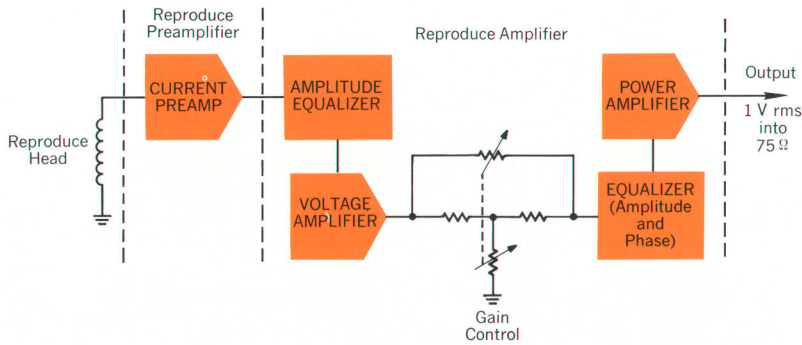 Reproduce
Preamplifier
Reproduce Amplifier
CURRENT
PREAMP
AMPLITUDE
EQUALIZER
POWER
AMPLIFIER
Output
1 V rms
into
75 Ω
Reproduce
Head
VOLTAGE
AMPLIFIER
EQUALIZER
(Amplitude
and
Phase)
Gain
Control